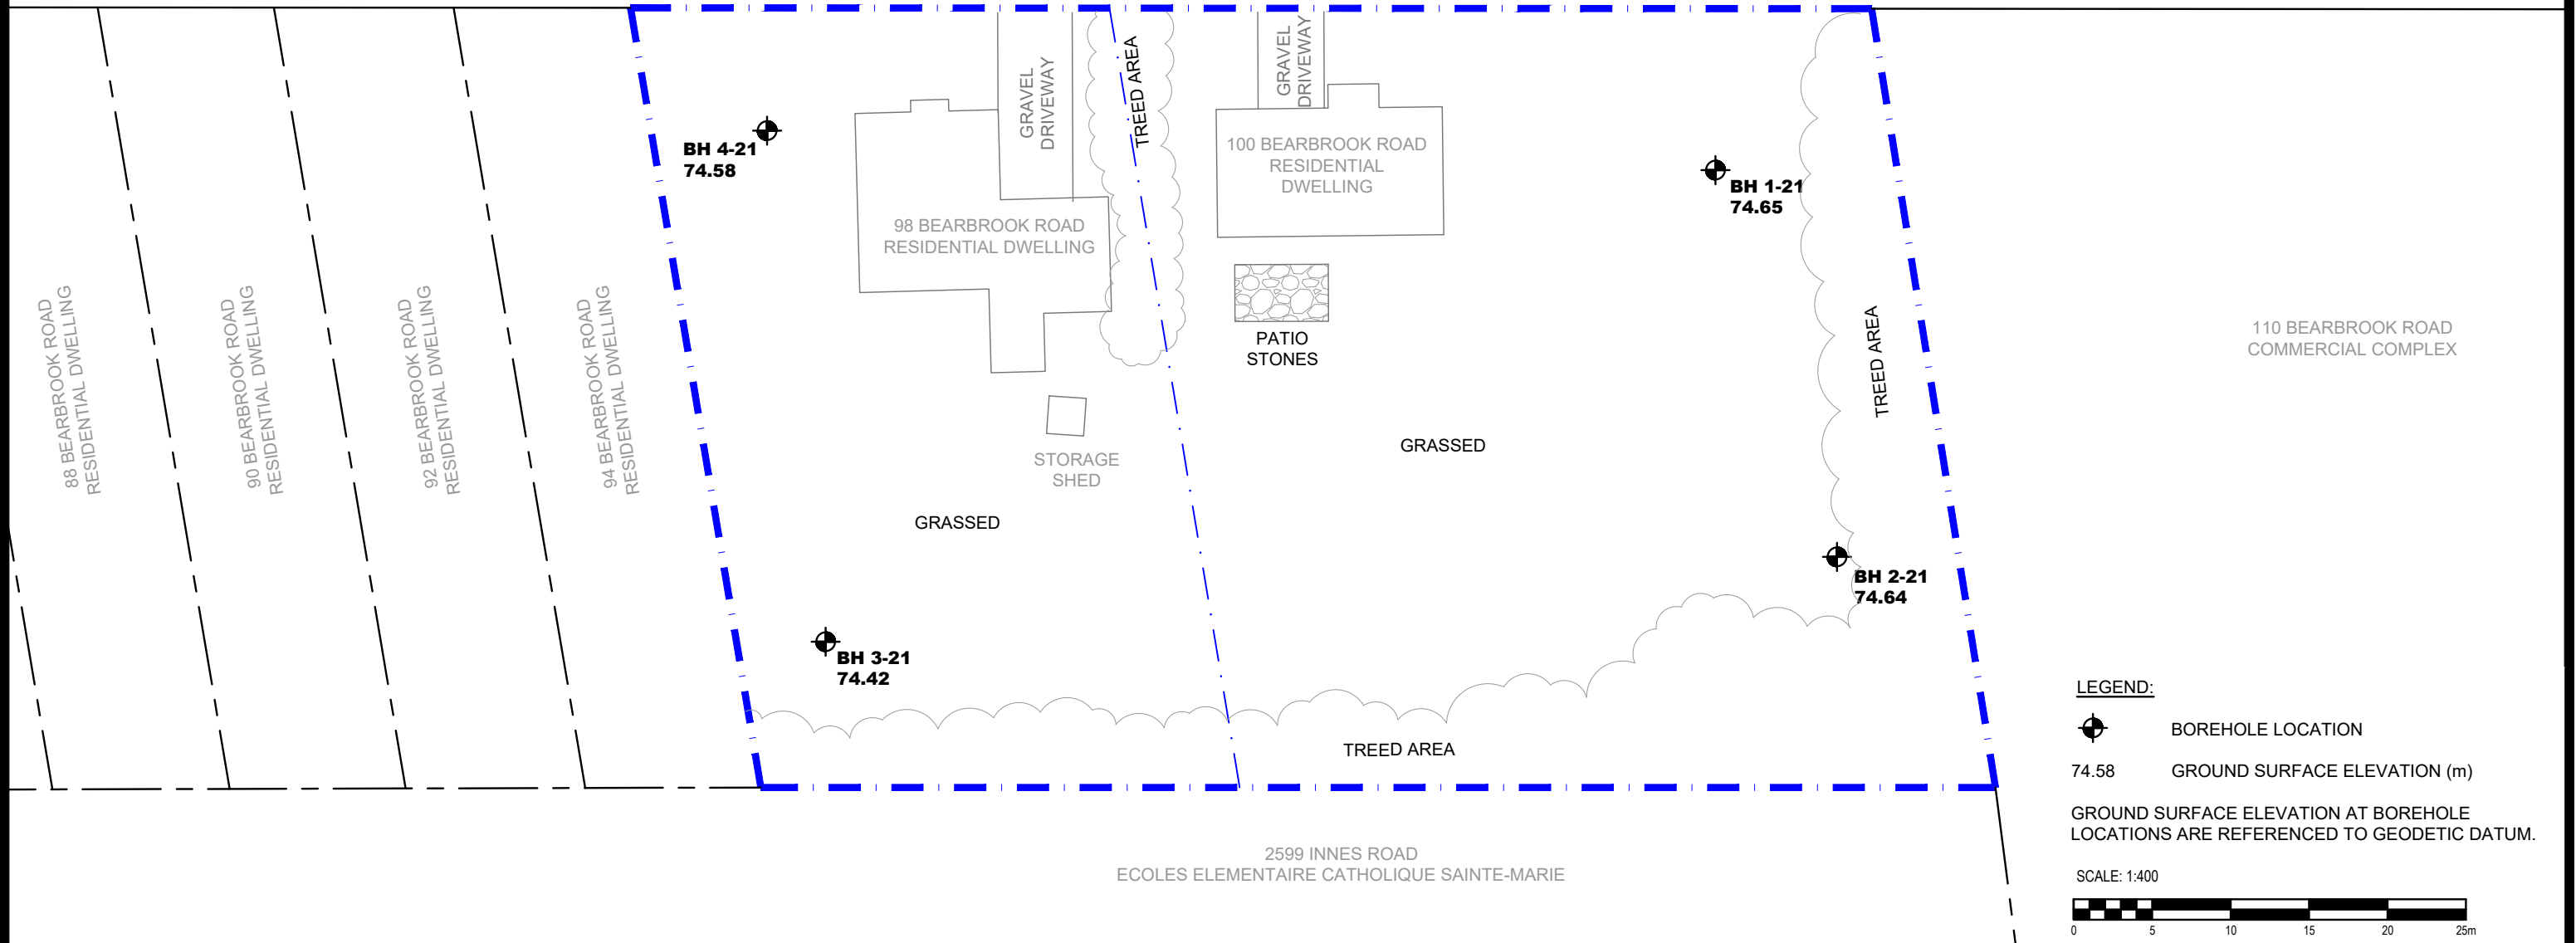 GRAVEL
DRIVEWAY
TREED AREA
GRAVEL
DRIVEWAY
BH 4-21
74.58
100 BEARBROOK ROAD
RESIDENTIAL
DWELLING
BH 1-21
74.65
98 BEARBROOK ROAD
RESIDENTIAL DWELLING
88 BEARBROOK ROAD
RESIDENTIAL DWELLING
90 BEARBROOK ROAD
RESIDENTIAL DWELLING
92 BEARBROOK ROAD
RESIDENTIAL DWELLING
94 BEARBROOK ROAD
RESIDENTIAL DWELLING
PATIO
STONES
TREED AREA
110 BEARBROOK ROAD
COMMERCIAL COMPLEX
STORAGE
SHED
GRASSED
GRASSED
BH 2-21
74.64
BH 3-21
74.42
TREED AREA
2599 INNES ROAD
ECOLES ELEMENTAIRE CATHOLIQUE SAINTE-MARIE
LEGEND:
BOREHOLE LOCATION
74.58 GROUND SURFACE ELEVATION (m)
GROUND SURFACE ELEVATION AT BOREHOLE
LOCATIONS ARE REFERENCED TO GEODETIC DATUM.
SCALE: 1:400
0 5 10 15 20 25m